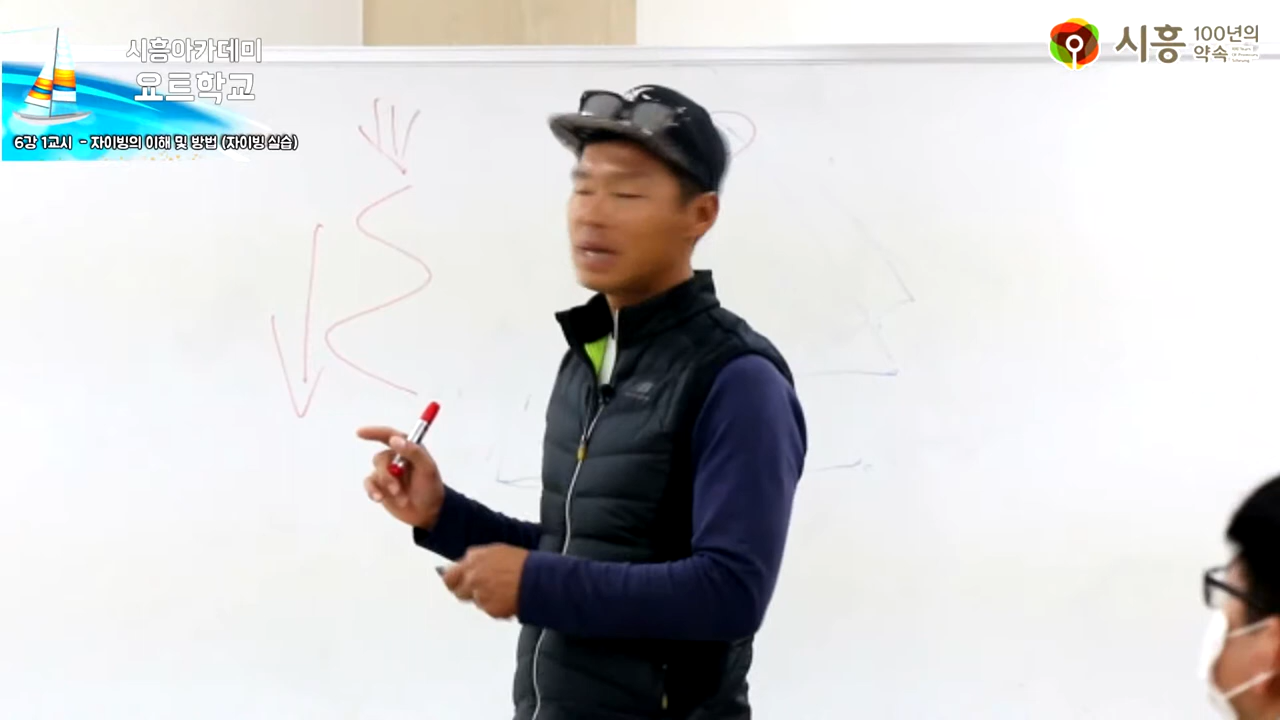 시흥아카데미
요트학교
6강 1교시 - 자이빙의 이해 및 방법 (자이빙 실습)
시흥 100년의
약속